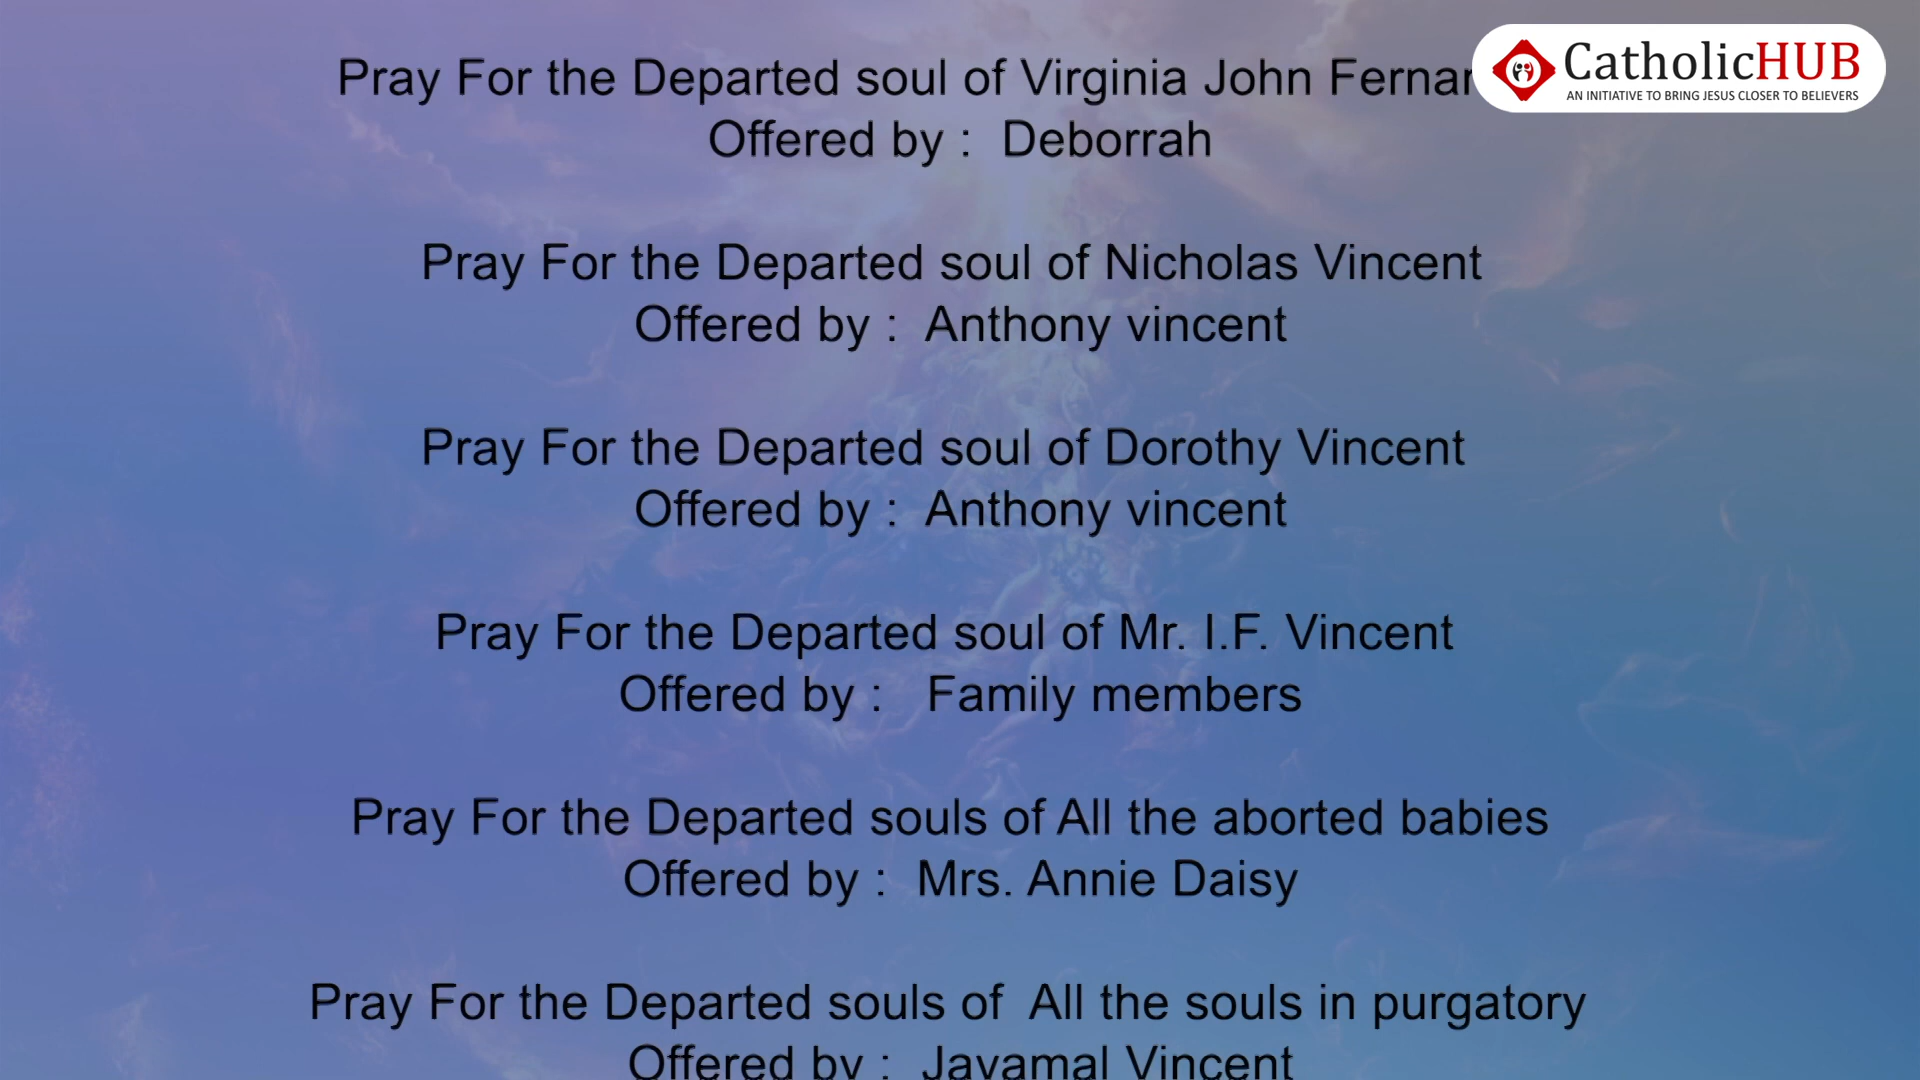 Pray For the Departed soul of Virginia John
Offered by :  Deborrah
CatholicHUB
AN INITIATIVE TO BRING JESUS CLOSER TO BELIEVERS
Pray For the Departed soul of Nicholas Vincent
Offered by :  Anthony vincent
Pray For the Departed soul of Dorothy Vincent
Offered by :  Anthony vincent
Pray For the Departed soul of Mr. I.F. Vincent
Offered by :   Family members
Pray For the Departed souls of All the aborted babies
Offered by :  Mrs. Annie Daisy
Pray For the Departed souls of  All the souls in purgatory
Offered by :  Jayamal Vincent